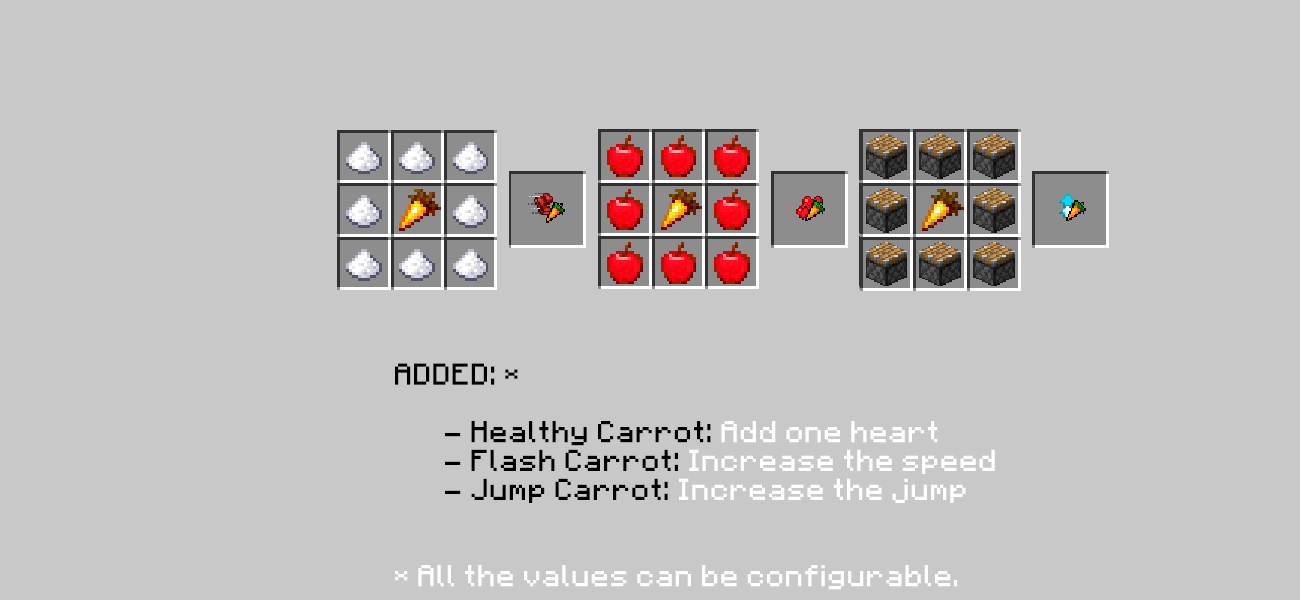 ADDED: ×
- Healthy Carrot: Add one heart
- Flash Carrot: Increase the speed
- Jump Carrot: Increase the jump
× All the values can be configurable.